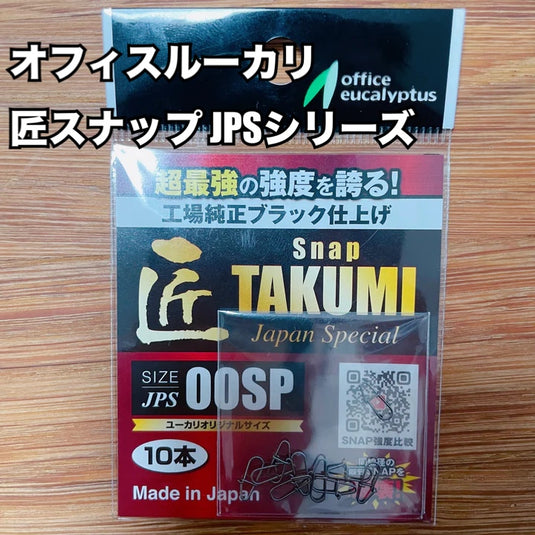 オフィスルーカリ
office
eucalyptus
匠スナップ JPSシリーズ
超最強の強度を誇る!
工場純正ブラック仕上げ
匠
Snap
TAKUMI
Japan Special
SIZE
JPS
00SP
ユーカリオリジナルサイズ
10本
Made in Japan
SNAP強度比較